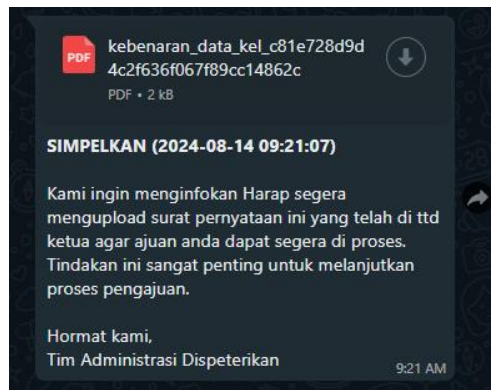 kebenaran_data_kel_c81e728d9d
4c2f636f067f89cc14862c
PDF
PDF • 2 kB
SIMPELKAN (2024-08-14 09:21:07)
Kami ingin menginfokan Harap segera
mengupload surat pernyataan ini yang telah di ttd
ketua agar ajuan anda dapat segera di proses.
Tindakan ini sangat penting untuk melanjutkan
proses pengajuan.
Hormat kami,
Tim Administrasi Dispeterikan
9:21 AM